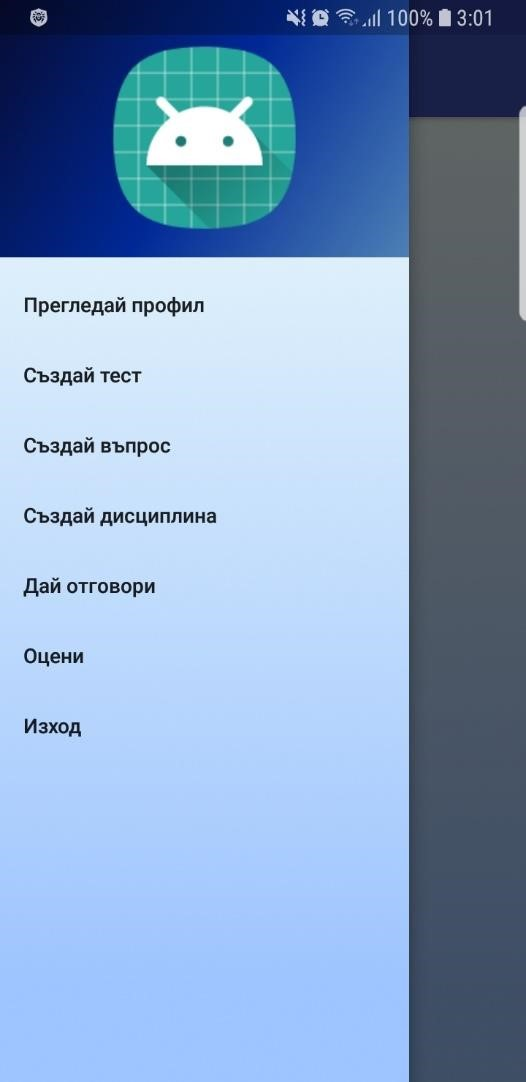 100% 3:01
Прегледай профил
Създай тест
Създай въпрос
Създай дисциплина
Дай отговори
Оцени
Изход